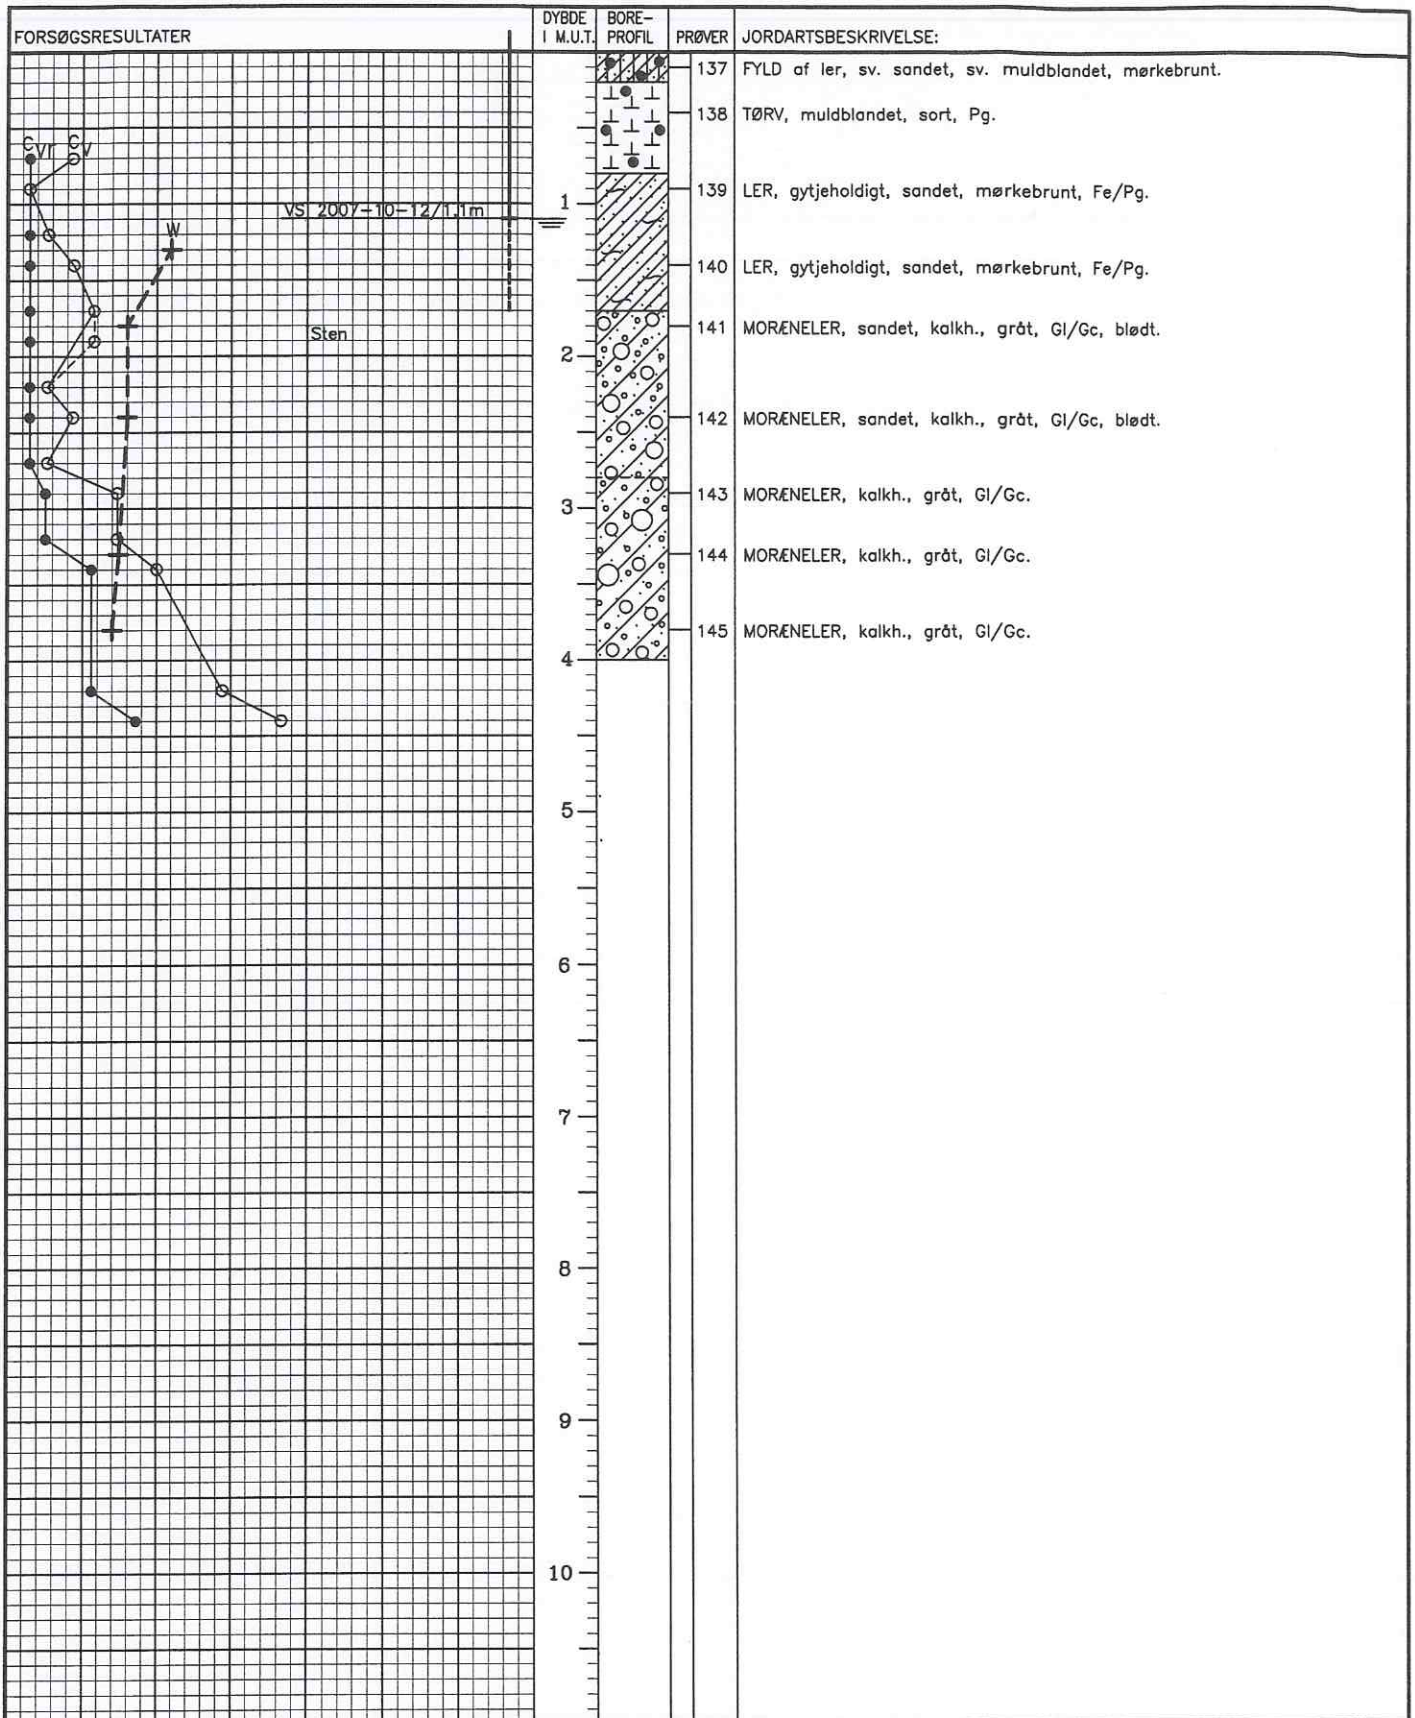 FORSØGSRESULTATER
DYBDE
I M.U.T.
BORE-
PROFIL
PRØVER
JORDARTSBESKRIVELSE:
137 FYLD af ler, sv. sandet, sv. muldblandet, mørkebrunt.
138 TØRV, muldblandet, sort, Pg.
Cvr
Cv
139 LER, gytjeholdigt, sandet, mørkebrunt, Fe/Pg.
1
VS 2007-10-12/1.1m
W
140 LER, gytjeholdigt, sandet, mørkebrunt, Fe/Pg.
Sten
141 MORÆNELER, sandet, kalkh., gråt, Gl/Gc, blødt.
2
142 MORÆNELER, sandet, kalkh., gråt, Gl/Gc, blødt.
143 MORÆNELER, kalkh., gråt, Gl/Gc.
3
144 MORÆNELER, kalkh., gråt, Gl/Gc.
145 MORÆNELER, kalkh., gråt, Gl/Gc.
4
5
6
7
8
9
10